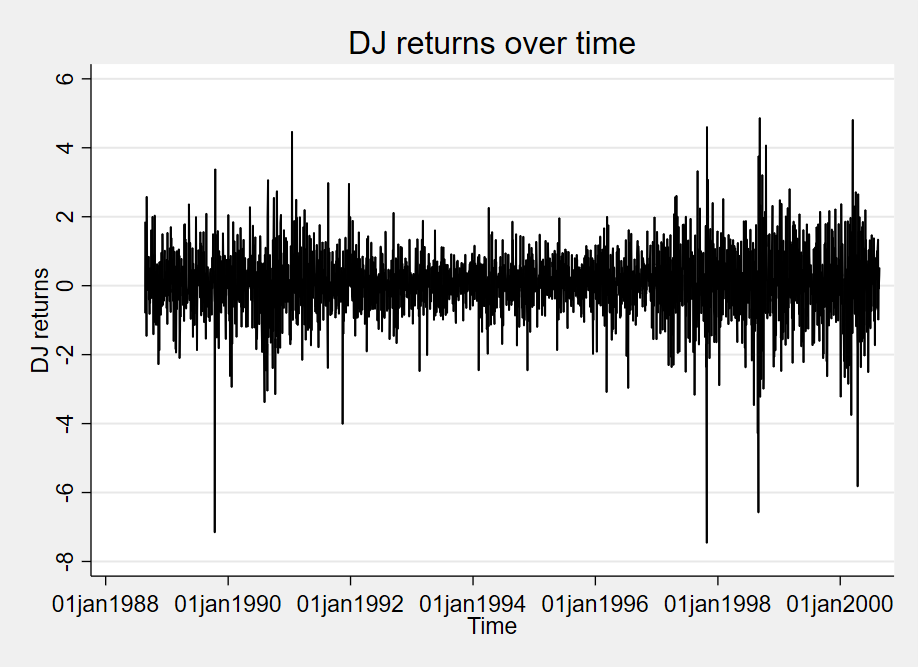 DJ returns over time
6
4
2
0
-2
-4
-6
-8
DJ returns
01jan1988 01jan1990 01jan1992 01jan1994 01jan1996 01jan1998 01jan2000
Time